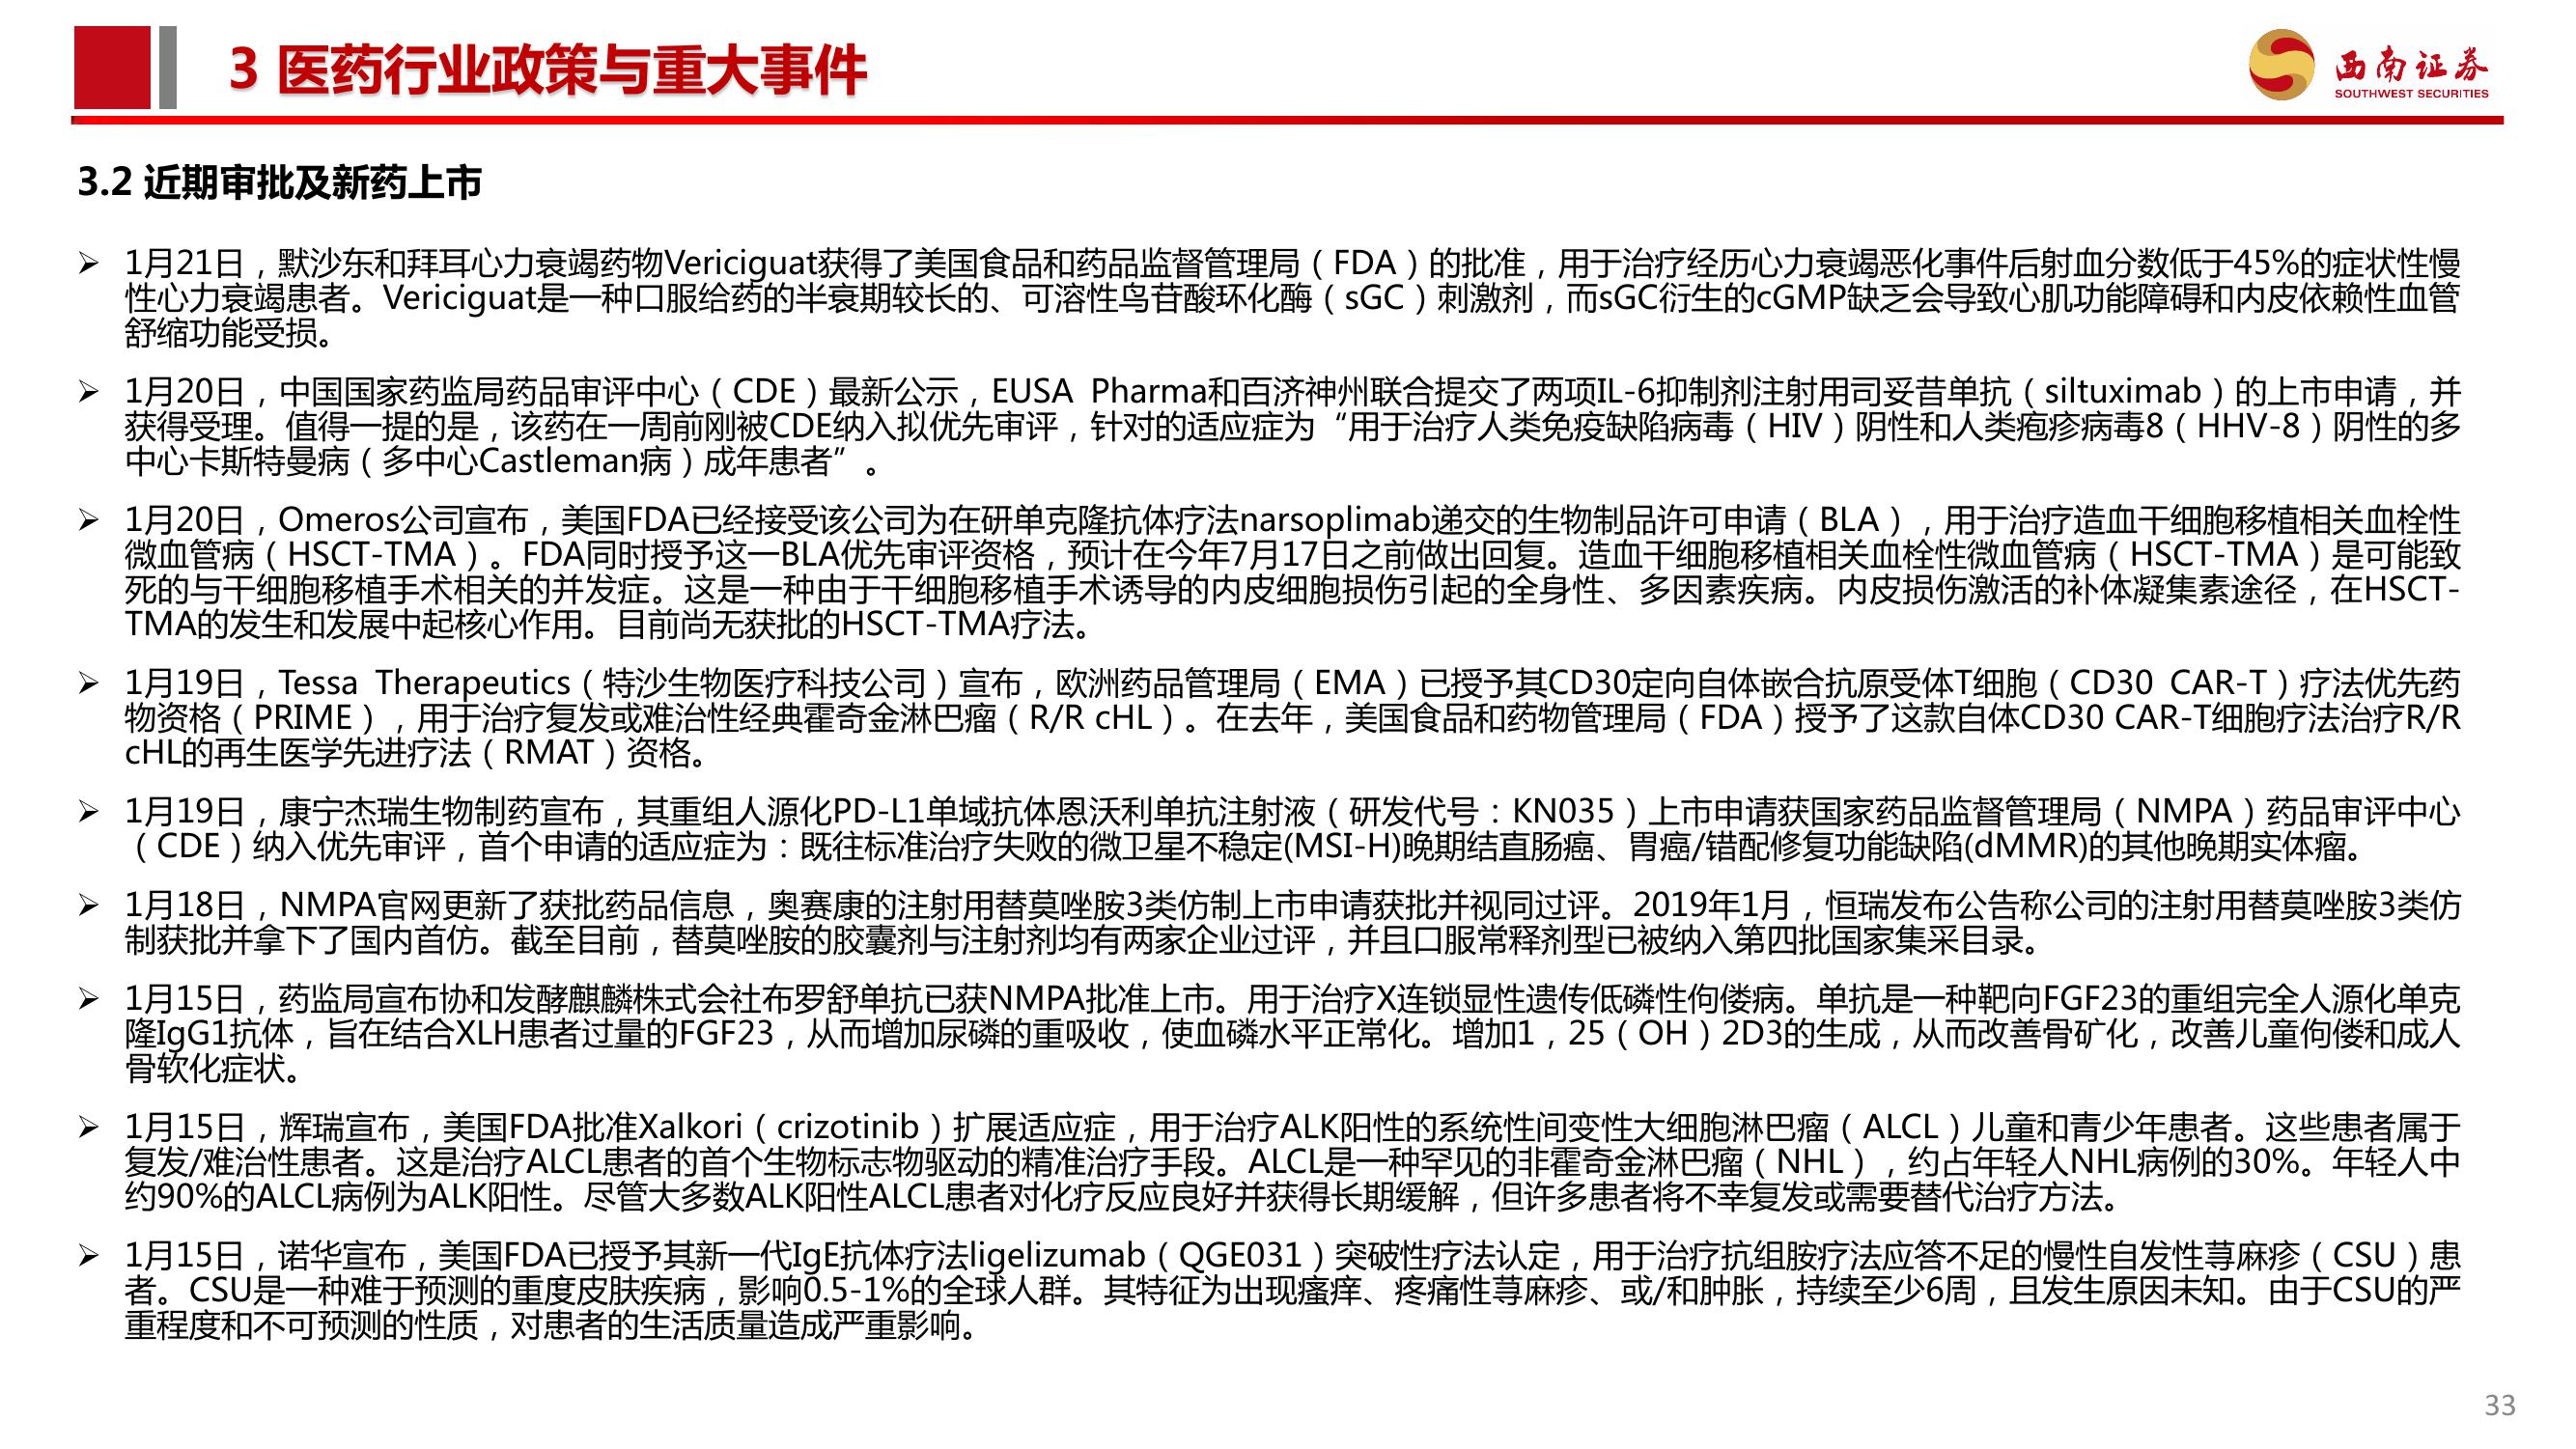 3 医药行业政策与重大事件
西南证券
SOUTHWEST SECURITIES
3.2 近期审批及新药上市
➢ 1月21日，默沙东和拜耳心力衰竭药物Vericiguat获得了美国食品和药品监督管理局（FDA）的批准，用于治疗经历心力衰竭恶化事件后射血分数低于45%的症状性慢
性心力衰竭患者。Vericiguat是一种口服给药的半衰期较长的、可溶性鸟苷酸环化酶（sGC）刺激剂，而sGC衍生的cGMP缺乏会导致心肌功能障碍和内皮依赖性血管
舒缩功能受损。
➢ 1月20日，中国国家药监局药品审评中心（CDE）最新公示，EUSA Pharma和百济神州联合提交了两项IL-6抑制剂注射用司妥昔单抗（siltuximab）的上市申请，并
获得受理。值得一提的是，该药在一周前刚被CDE纳入拟优先审评，针对的适应症为“用于治疗人类免疫缺陷病毒（HIV）阴性和人类疱疹病毒8（HHV-8）阴性的多
中心卡斯特曼病（多中心Castleman病）成年患者”。
➢ 1月20日，Omeros公司宣布，美国FDA已经接受该公司为在研单克隆抗体疗法narsoplimab递交的生物制品许可申请（BLA），用于治疗造血干细胞移植相关血栓性
微血管病（HSCT-TMA）。FDA同时授予这一BLA优先审评资格，预计在今年7月17日之前做出回复。造血干细胞移植相关血栓性微血管病（HSCT-TMA）是可能致
死的与干细胞移植手术相关的并发症。这是一种由于干细胞移植手术诱导的内皮细胞损伤引起的全身性、多因素疾病。内皮损伤激活的补体凝集素途径，在HSCT-
TMA的发生和发展中起核心作用。目前尚无获批的HSCT-TMA疗法。
➢ 1月19日，Tessa Therapeutics（特沙生物医疗科技公司）宣布，欧洲药品管理局（EMA）已授予其CD30定向自体嵌合抗原受体T细胞（CD30 CAR-T）疗法优先药
物资格（PRIME），用于治疗复发或难治性经典霍奇金淋巴瘤（R/R cHL）。在去年，美国食品和药物管理局（FDA）授予了这款自体CD30 CAR-T细胞疗法治疗R/R
cHL的再生医学先进疗法（RMAT）资格。
➢ 1月19日，康宁杰瑞生物制药宣布，其重组人源化PD-L1单域抗体恩沃利单抗注射液（研发代号：KN035）上市申请获国家药品监督管理局（NMPA）药品审评中心
（CDE）纳入优先审评，首个申请的适应症为：既往标准治疗失败的微卫星不稳定(MSI-H)晚期结直肠癌、胃癌/错配修复功能缺陷(dMMR)的其他晚期实体瘤。
➢ 1月18日，NMPA官网更新了获批药品信息，奥赛康的注射用替莫唑胺3类仿制上市申请获批并视同过评。2019年1月，恒瑞发布公告称公司的注射用替莫唑胺3类仿
制获批并拿下了国内首仿。截至目前，替莫唑胺的胶囊剂与注射剂均有两家企业过评，并且口服常释剂型已被纳入第四批国家集采目录。
➢ 1月15日，药监局宣布协和发酵麒麟株式会社布罗舒单抗已获NMPA批准上市。用于治疗X连锁显性遗传低磷性佝偻病。单抗是一种靶向FGF23的重组完全人源化单克
隆IgG1抗体，旨在结合XLH患者过量的FGF23，从而增加尿磷的重吸收，使血磷水平正常化。增加1，25（OH）2D3的生成，从而改善骨矿化，改善儿童佝偻和成人
骨软化症状。
➢ 1月15日，辉瑞宣布，美国FDA批准Xalkori（crizotinib）扩展适应症，用于治疗ALK阳性的系统性间变性大细胞淋巴瘤（ALCL）儿童和青少年患者。这些患者属于
复发/难治性患者。这是治疗ALCL患者的首个生物标志物驱动的精准治疗手段。ALCL是一种罕见的非霍奇金淋巴瘤（NHL），约占年轻人NHL病例的30%。年轻人中
约90%的ALCL病例为ALK阳性。尽管大多数ALK阳性ALCL患者对化疗反应良好并获得长期缓解，但许多患者将不幸复发或需要替代治疗方法。
➢ 1月15日，诺华宣布，美国FDA已授予其新一代IgE抗体疗法ligelizumab（QGE031）突破性疗法认定，用于治疗抗组胺疗法应答不足的慢性自发性荨麻疹（CSU）患
者。CSU是一种难于预测的重度皮肤疾病，影响0.5-1%的全球人群。其特征为出现瘙痒、疼痛性荨麻疹、或/和肿胀，持续至少6周，且发生原因未知。由于CSU的严
重程度和不可预测的性质，对患者的生活质量造成严重影响。
33